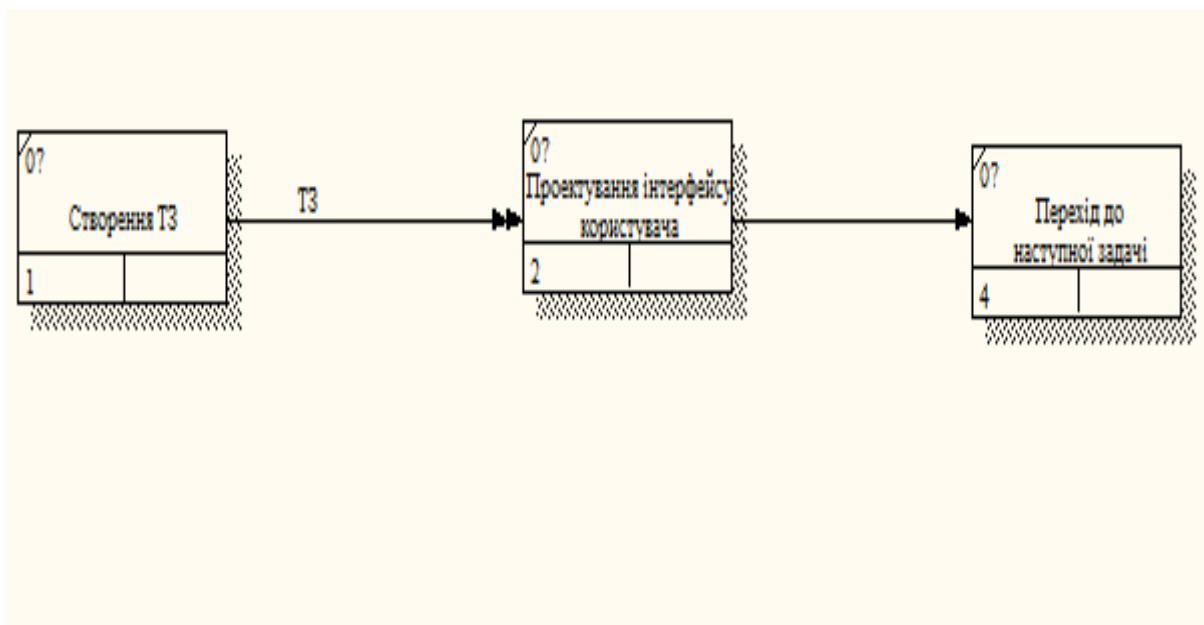 0?
Створення ТЗ
1
ТЗ
0?
Проектування інтерфейсу
користувача
2
0?
Перехід до
наступної задачі
4